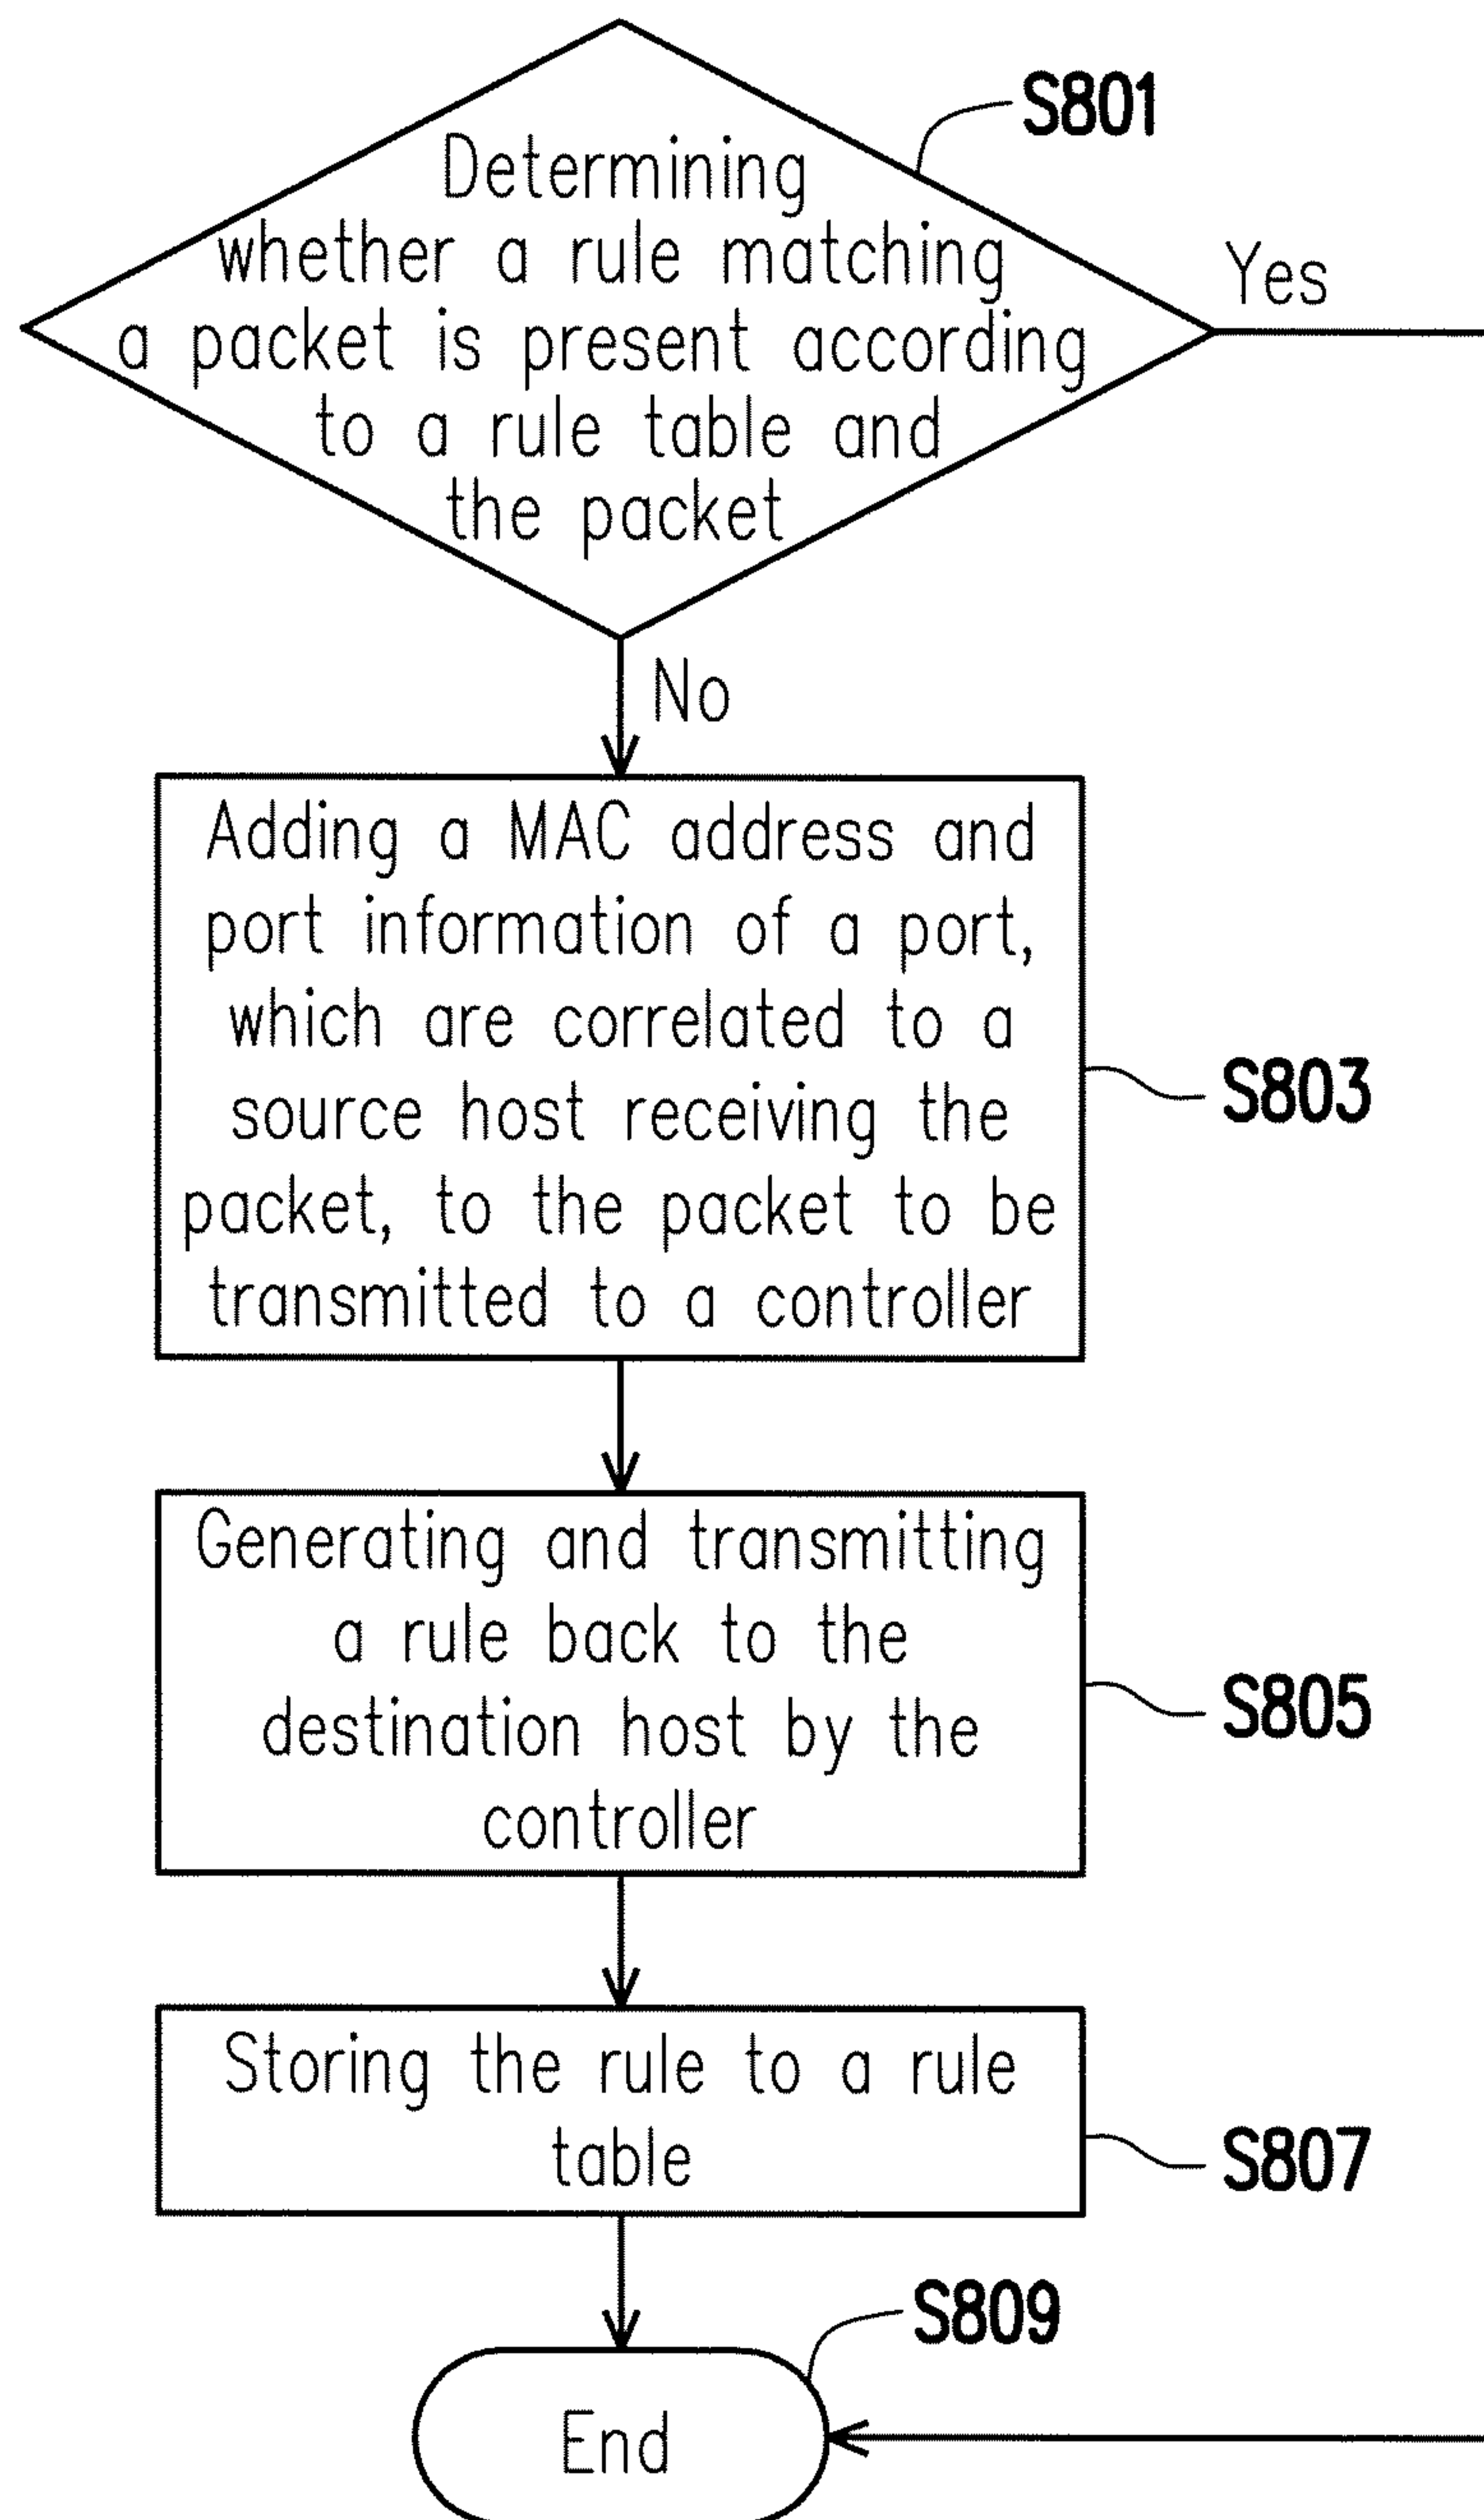 S801
Determining
whether a rule matching
a packet is present according
to a rule table and
the packet
Yes
No
Adding a MAC address and
port information of a port,
which are correlated to a
source host receiving the
packet, to the packet to be
transmitted to a controller
S803
Generating and transmitting
a rule back to the
destination host by the
controller
S805
Storing the rule to a rule
table
S807
S809
End